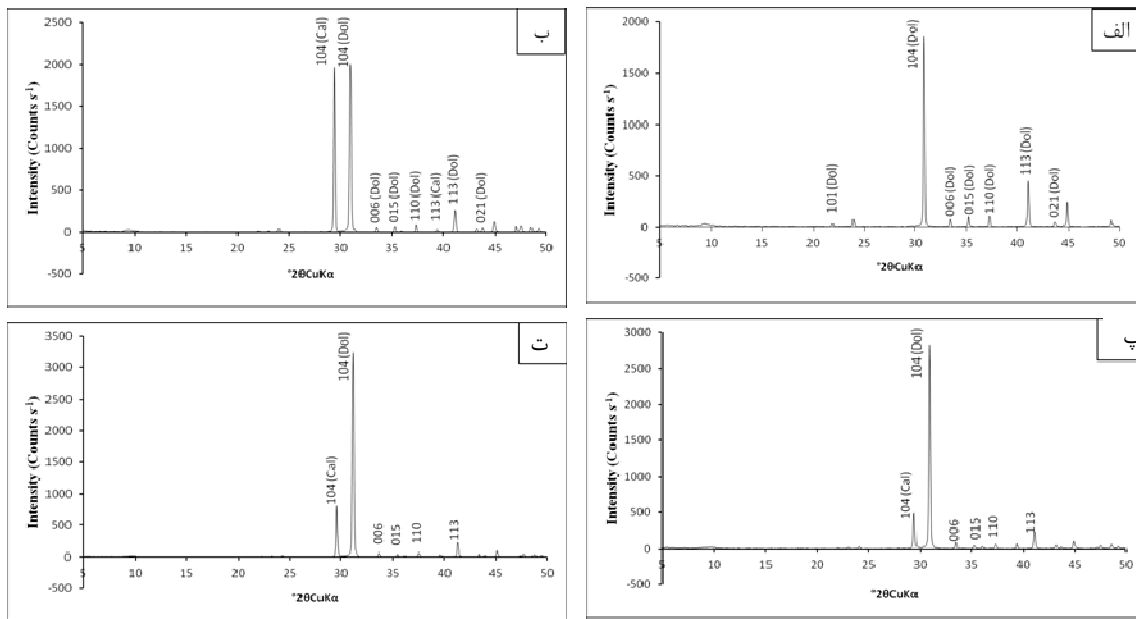 الف
Intensity (Counts s⁻¹)
2000
1500
1000
500
0
-500
5 10 15 20 25 30 35 40 45 50
101 (Dol)
104 (Dol)
006 (Dol)
015 (Dol)
110 (Dol)
113 (Dol)
021 (Dol)
°2θCuKα
ب
Intensity (Counts s⁻¹)
2500
2000
1500
1000
500
0
-500
5 10 15 20 25 30 35 40 45 50
104 (Cal)
104 (Dol)
006 (Dol)
015 (Dol)
110 (Dol)
113 (Cal)
113 (Dol)
021 (Dol)
°2θCuKα
پ
Intensity (Counts s⁻¹)
3000
2500
2000
1500
1000
500
0
-500
5 10 15 20 25 30 35 40 45 50
104 (Cal)
104 (Dol)
006
015
110
113
°2θCuKα
ت
Intensity (Counts s⁻¹)
3500
3000
2500
2000
1500
1000
500
0
-500
5 10 15 20 25 30 35 40 45 50
104 (Cal)
104 (Dol)
006
015
110
113
°2θCuKα